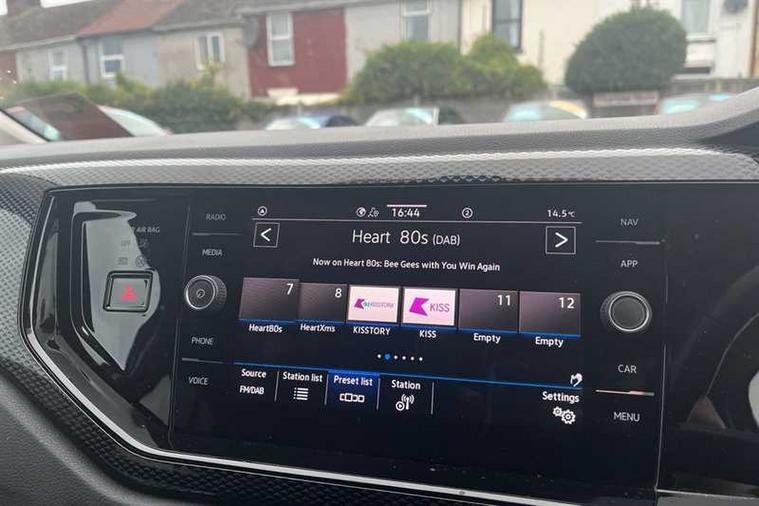 RADIO
MEDIA
PHONE
VOICE
AIR BAG
16:44
2
14.5°C
< Heart 80s (DAB) >
Now on Heart 80s: Bee Gees with You Win Again
7 8 11 12
KISS
Heart80s HeartXms KISSTORY KISS Empty Empty
Source Station list Preset list Station
FM/DAB
Settings
NAV
APP
CAR
MENU